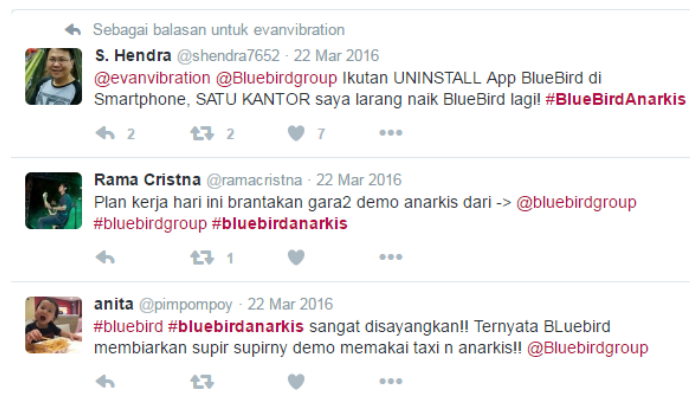 Sebagai balasan untuk evanvibration
S. Hendra @shendra7652 · 22 Mar 2016
@evanvibration @Bluebirdgroup Ikutan UNINSTALL App BlueBird di
Smartphone, SATU KANTOR saya larang naik BlueBird lagi! #BlueBirdAnarkis
2 2 7
Rama Cristna @ramacristna · 22 Mar 2016
Plan kerja hari ini brantakan gara2 demo anarkis dari -> @bluebirdgroup
#bluebirdgroup #bluebirdanarkis
1
anita @pimpompoy · 22 Mar 2016
#bluebird #bluebirdanarkis sangat disayangkan!! Ternyata BLuebird
membiarkan supir supirny demo memakai taxi n anarkis!! @Bluebirdgroup